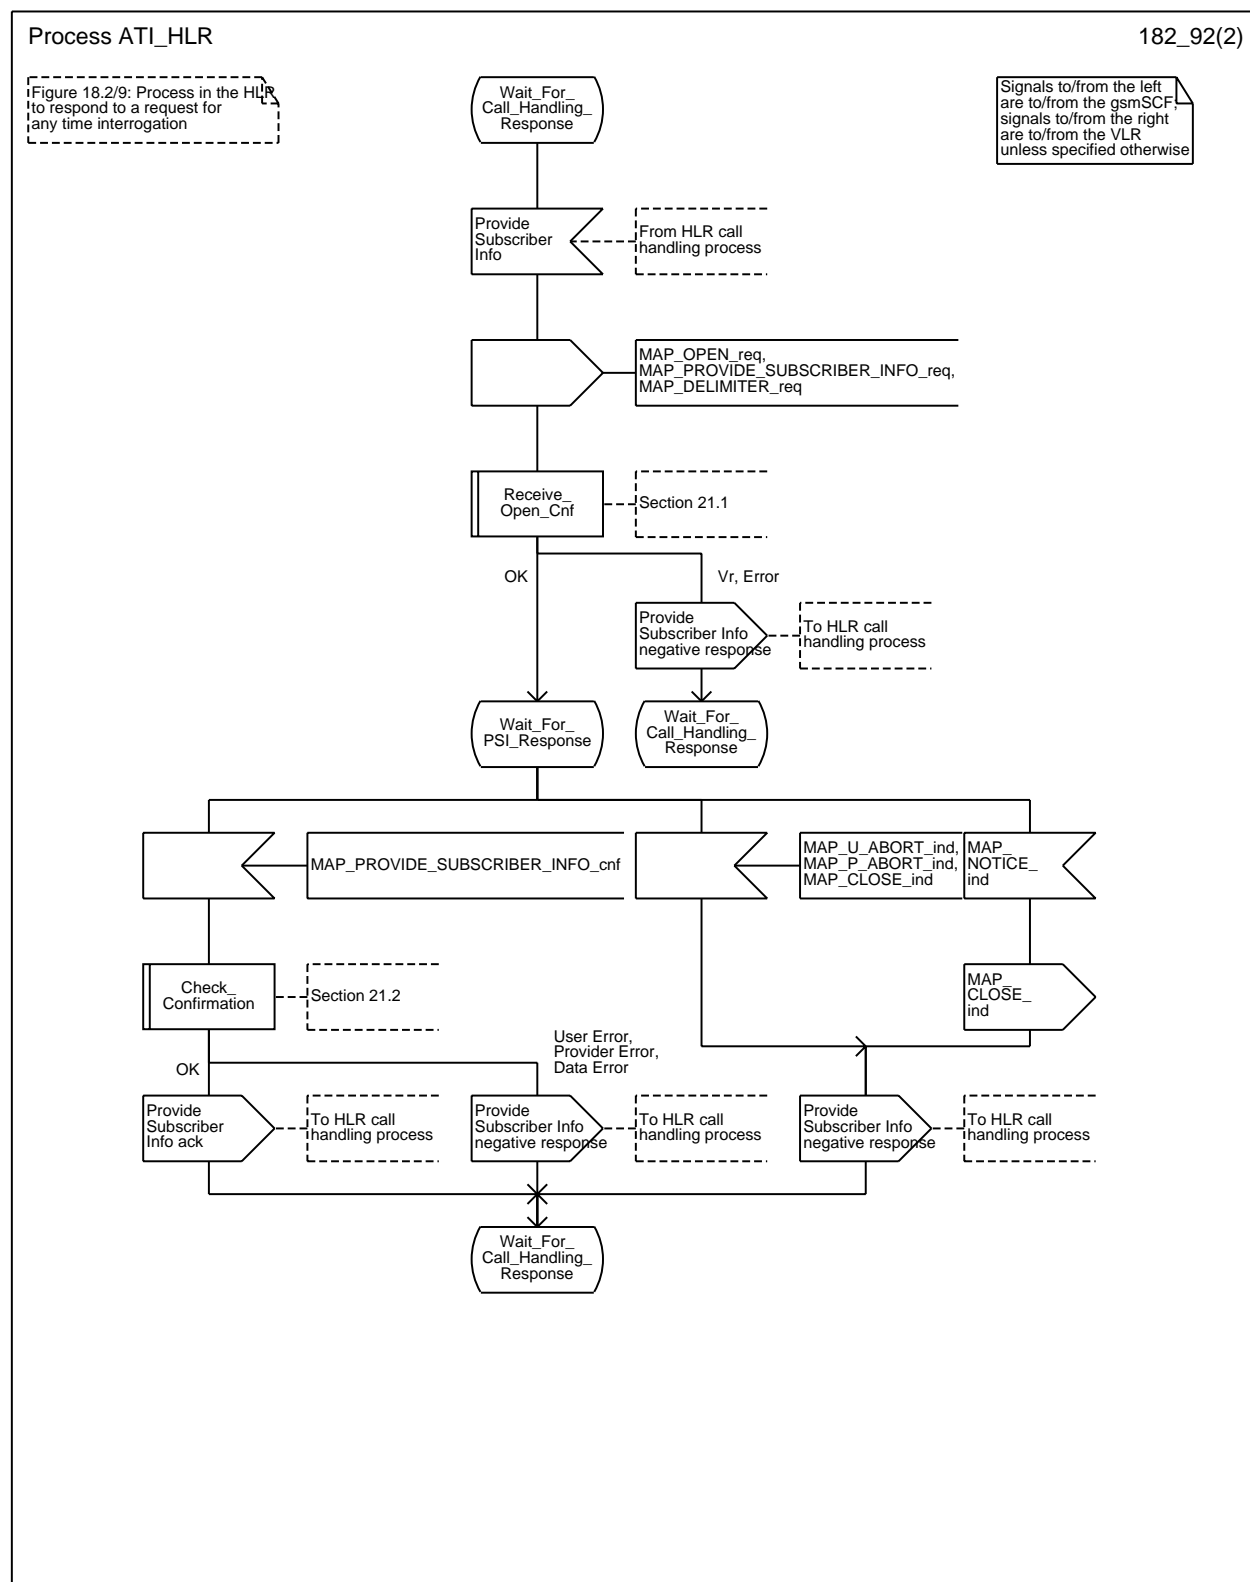 Process ATI_HLR
182_92(2)
Figure 18.2/9: Process in the HLR
to respond to a request for
any time interrogation
Wait_For_
Call_Handling_
Response
Signals to/from the left
are to/from the gsmSCF,
signals to/from the right
are to/from the VLR
unless specified otherwise
Provide
Subscriber
Info
From HLR call
handling process
MAP_OPEN_req,
MAP_PROVIDE_SUBSCRIBER_INFO_req,
MAP_DELIMITER_req
Receive_
Open_Cnf
Section 21.1
OK
Vr, Error
Provide
Subscriber Info
negative response
To HLR call
handling process
Wait_For_
PSI_Response
Wait_For_
Call_Handling_
Response
MAP_PROVIDE_SUBSCRIBER_INFO_cnf
MAP_U_ABORT_ind,
MAP_P_ABORT_ind,
MAP_CLOSE_ind
MAP_
NOTICE_
ind
Check_
Confirmation
Section 21.2
MAP_
CLOSE_
ind
User Error,
Provider Error,
Data Error
OK
Provide
Subscriber
Info ack
To HLR call
handling process
Provide
Subscriber Info
negative response
To HLR call
handling process
Provide
Subscriber Info
negative response
To HLR call
handling process
Wait_For_
Call_Handling_
Response